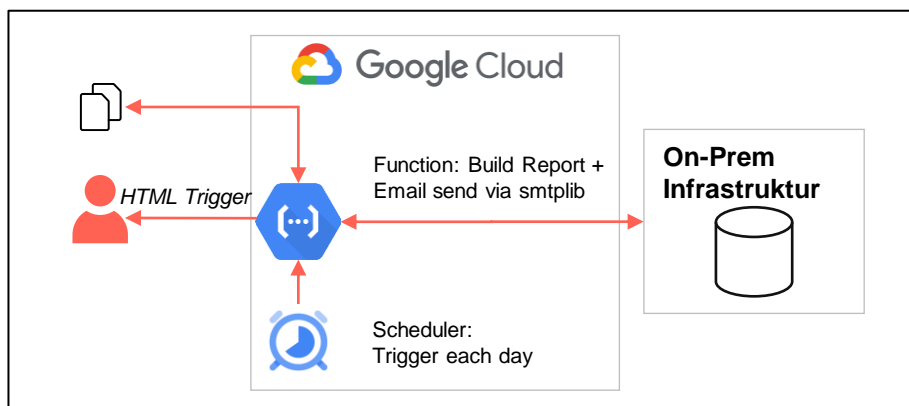 Google Cloud
Function: Build Report +
Email send via smtplib
HTML Trigger
On-Prem
Infrastruktur
Scheduler:
Trigger each day